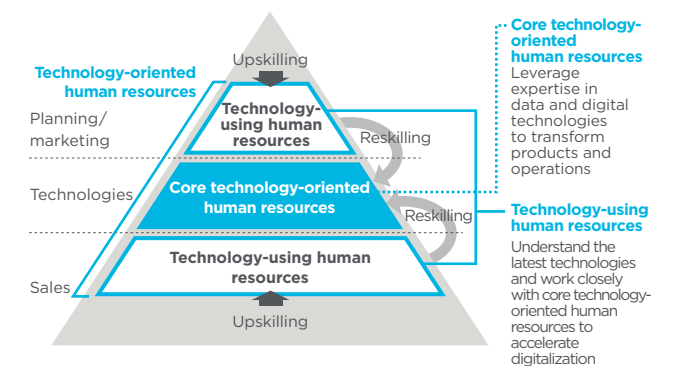 Upskilling
Technology-oriented
human resources
Planning/
marketing
Technology-
using human
resources
Reskilling
Technologies
Core technology-oriented
human resources
Reskilling
Sales
Technology-using human
resources
Upskilling
Core technology-
oriented
human resources
Leverage
expertise in
data and digital
technologies
to transform
products and
operations
Technology-using
human resources
Understand the
latest technologies
and work closely
with core technology-
oriented human
resources to
accelerate
digitalization